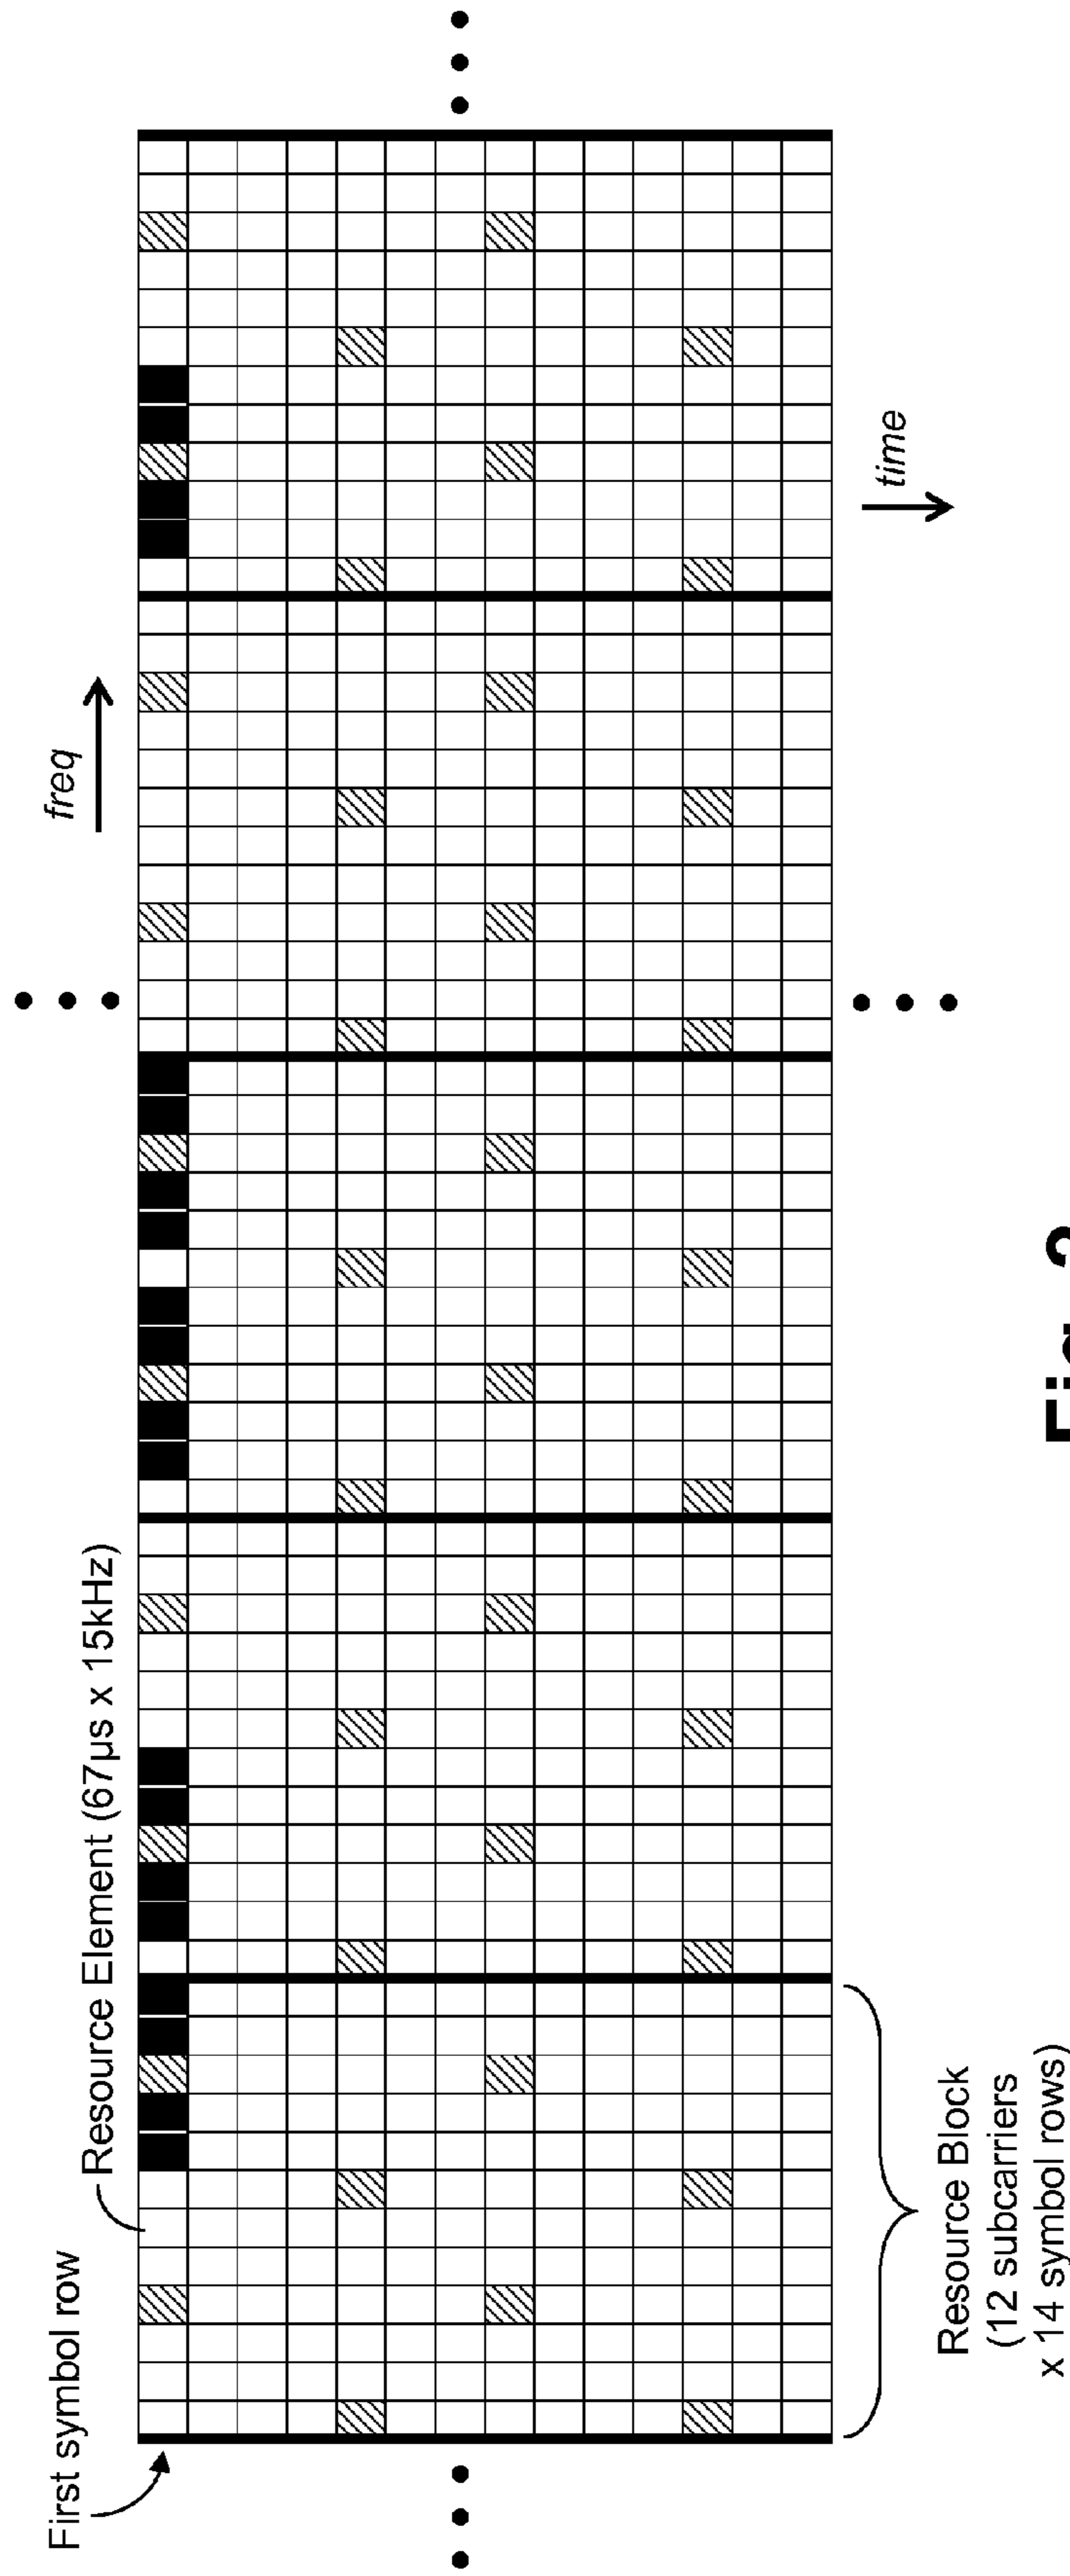 First symbol row
Resource Element (67µs x 15kHz)
freq
time
Resource Block
(12 subcarriers
x 14 symbol rows)